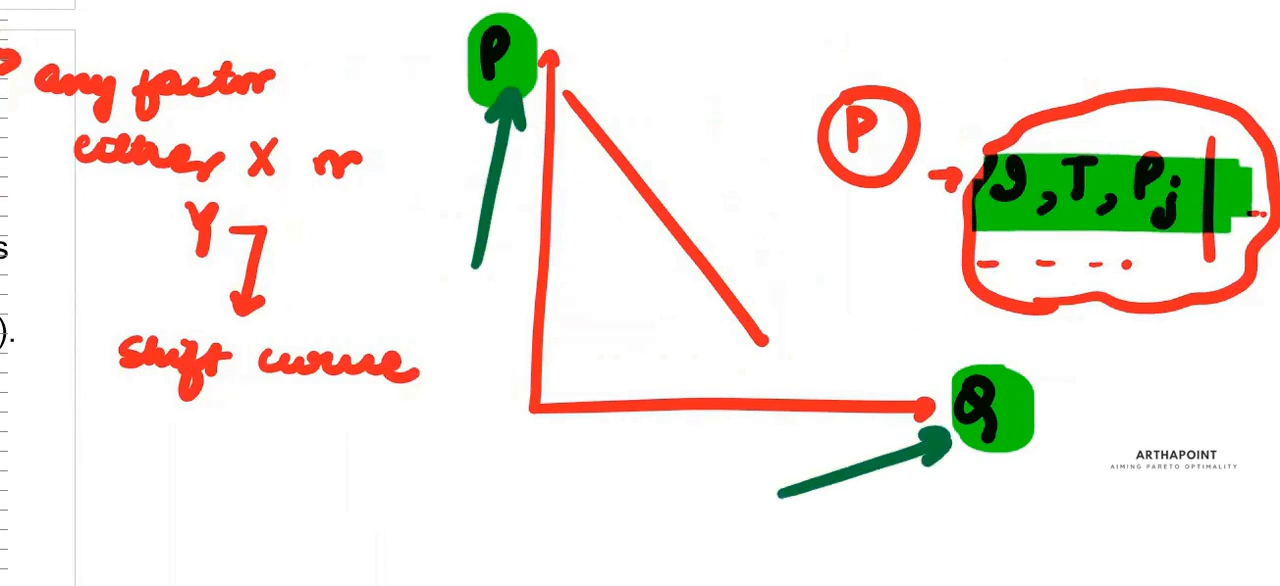 any factor
either X or
Y
shift curve
P
Q
P
, T, Pj
s
).
ARTHAPOINT
AIMING PARETO OPTIMALITY